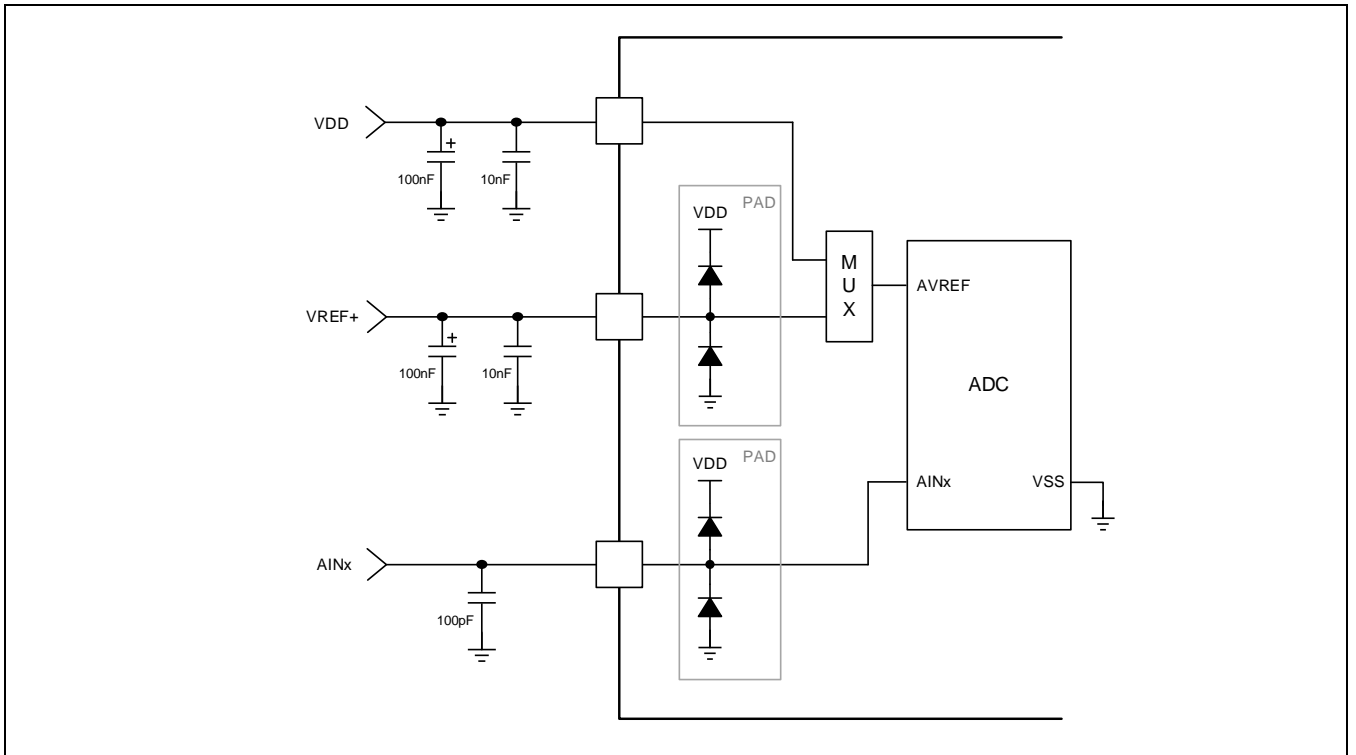 VDD
+
100nF
10nF
VDD
PAD
M
U
X
AVREF
VREF+
+
100nF
10nF
ADC
VDD
PAD
AINx
VSS
AINx
100pF